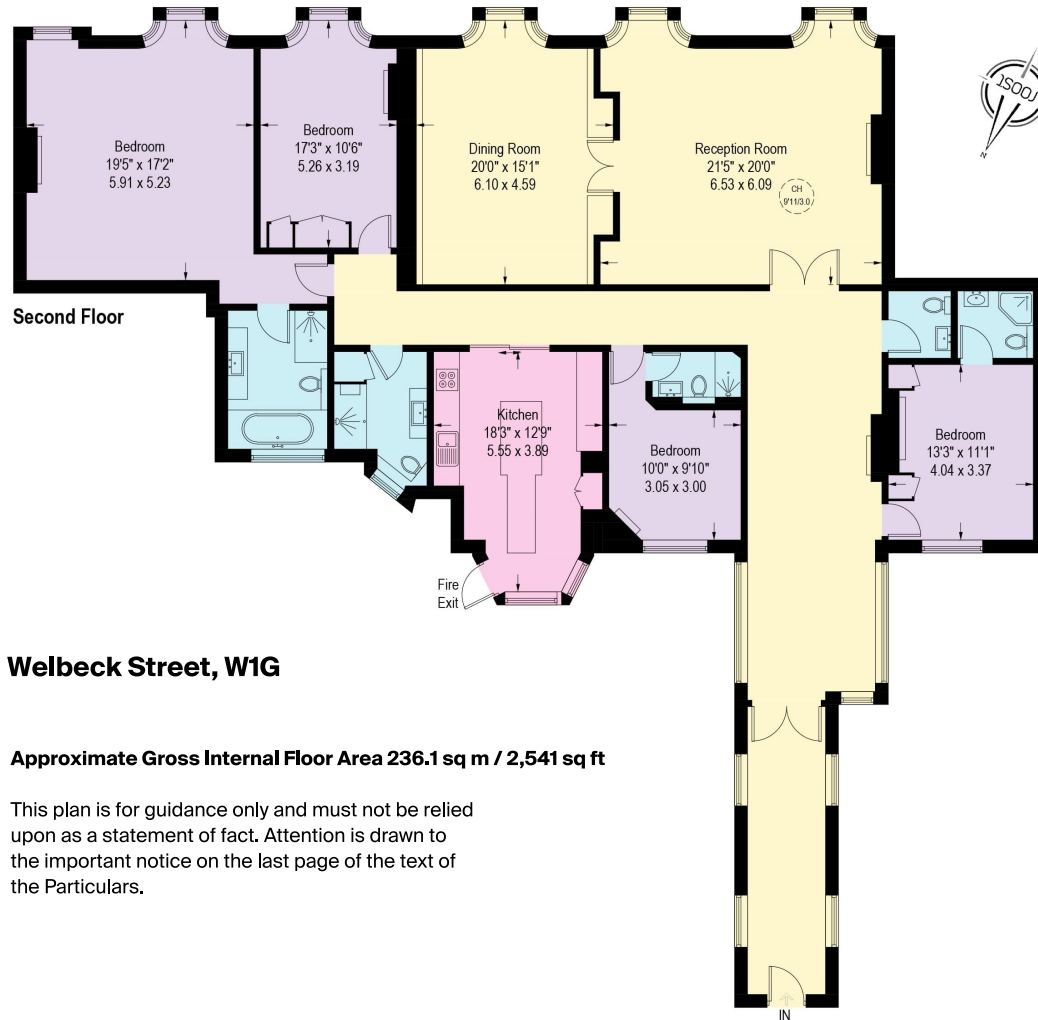 Bedroom
19'5" x 17'2"
5.91 x 5.23
Bedroom
17'3" x 10'6"
5.26 x 3.19
Dining Room
20'0" x 15'1"
6.10 x 4.59
Reception Room
21'5" x 20'0"
6.53 x 6.09
CH
9'11/3.0
roost
N
Second Floor
Kitchen
18'3" x 12'9"
5.55 x 3.89
Bedroom
10'0" x 9'10"
3.05 x 3.00
Bedroom
13'3" x 11'1"
4.04 x 3.37
Fire
Exit
Welbeck Street, W1G
Approximate Gross Internal Floor Area 236.1 sq m / 2,541 sq ft
This plan is for guidance only and must not be relied
upon as a statement of fact. Attention is drawn to
the important notice on the last page of the text of
the Particulars.
IN